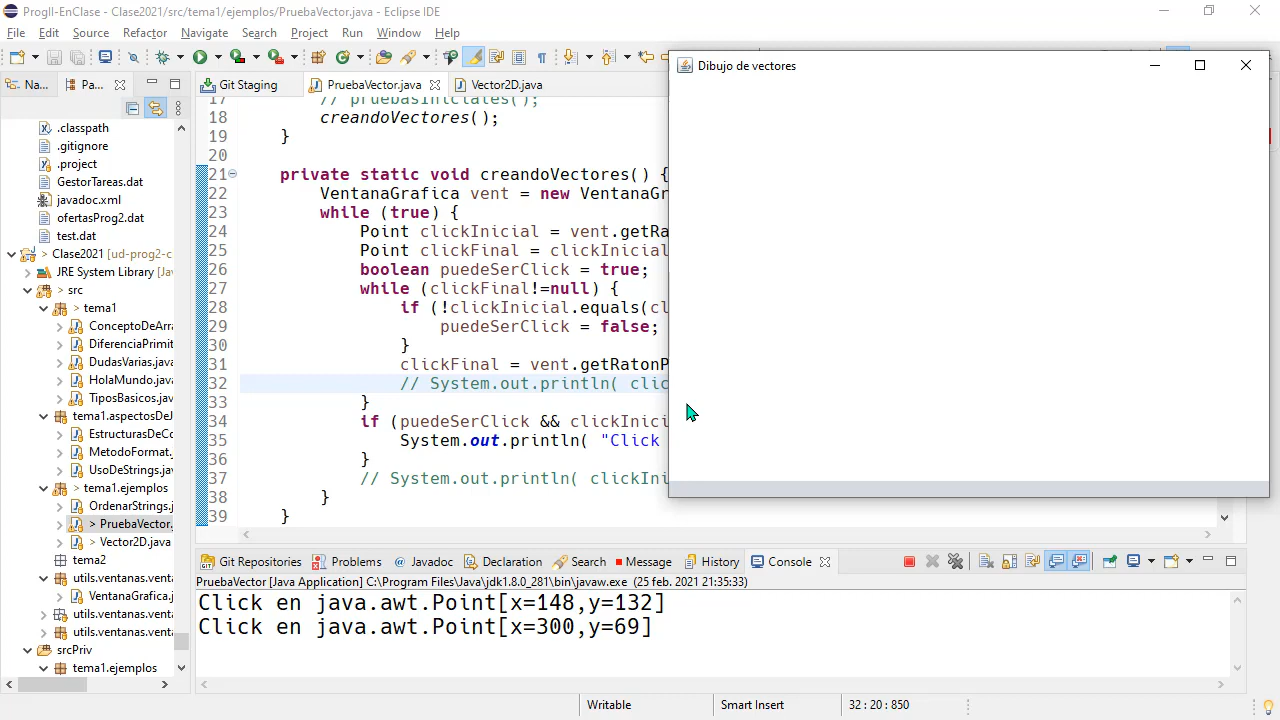 ProgII-EnClase - Clase2021/src/tema1/ejemplos/PruebaVector.java - Eclipse IDE
File Edit Source Refactor Navigate Search Project Run Window Help
Na... Pa... Git Staging PruebaVector.java Vector2D.java
Dibujo de vectores
.classpath
.gitignore
.project
GestorTareas.dat
javadoc.xml
ofertasProg2.dat
test.dat
> Clase2021 [ud-prog2-c
JRE System Library [Jav
> src
> tema1
ConceptoDeArra
DiferenciaPrimit
DudasVarias.java
HolaMundo.java
TiposBasicos.jav
tema1.aspectosDeJ
EstructurasDeCo
MetodoFormat.
UsoDeStrings.jav
> tema1.ejemplos
OrdenarStrings.j
> PruebaVector.
> Vector2D.java
tema2
utils.ventanas.venta
VentanaGrafica.j
utils.ventanas.venta
utils.ventanas.venta
srcPriv
tema1.ejemplos
17 // pruebasIniciales();
18 creandoVectores();
19 }
20
21 private static void creandoVectores() {
22 VentanaGrafica vent = new VentanaGr
23 while (true) {
24 Point clickInicial = vent.getRa
25 Point clickFinal = clickInicial
26 boolean puedeSerClick = true;
27 while (clickFinal!=null) {
28 if (!clickInicial.equals(cl
29 puedeSerClick = false;
30 }
31 clickFinal = vent.getRatonP
32 // System.out.println( clic
33 }
34 if (puedeSerClick && clickInici
35 System.out.println( "Click
36 }
37 // System.out.println( clickIni
38 }
39 }
Git Repositories Problems Javadoc Declaration Search Message History Console
PruebaVector [Java Application] C:\Program Files\Java\jdk1.8.0_281\bin\javaw.exe (25 feb. 2021 21:35:33)
Click en java.awt.Point[x=148,y=132]
Click en java.awt.Point[x=300,y=69]
Writable Smart Insert 32 : 20 : 850